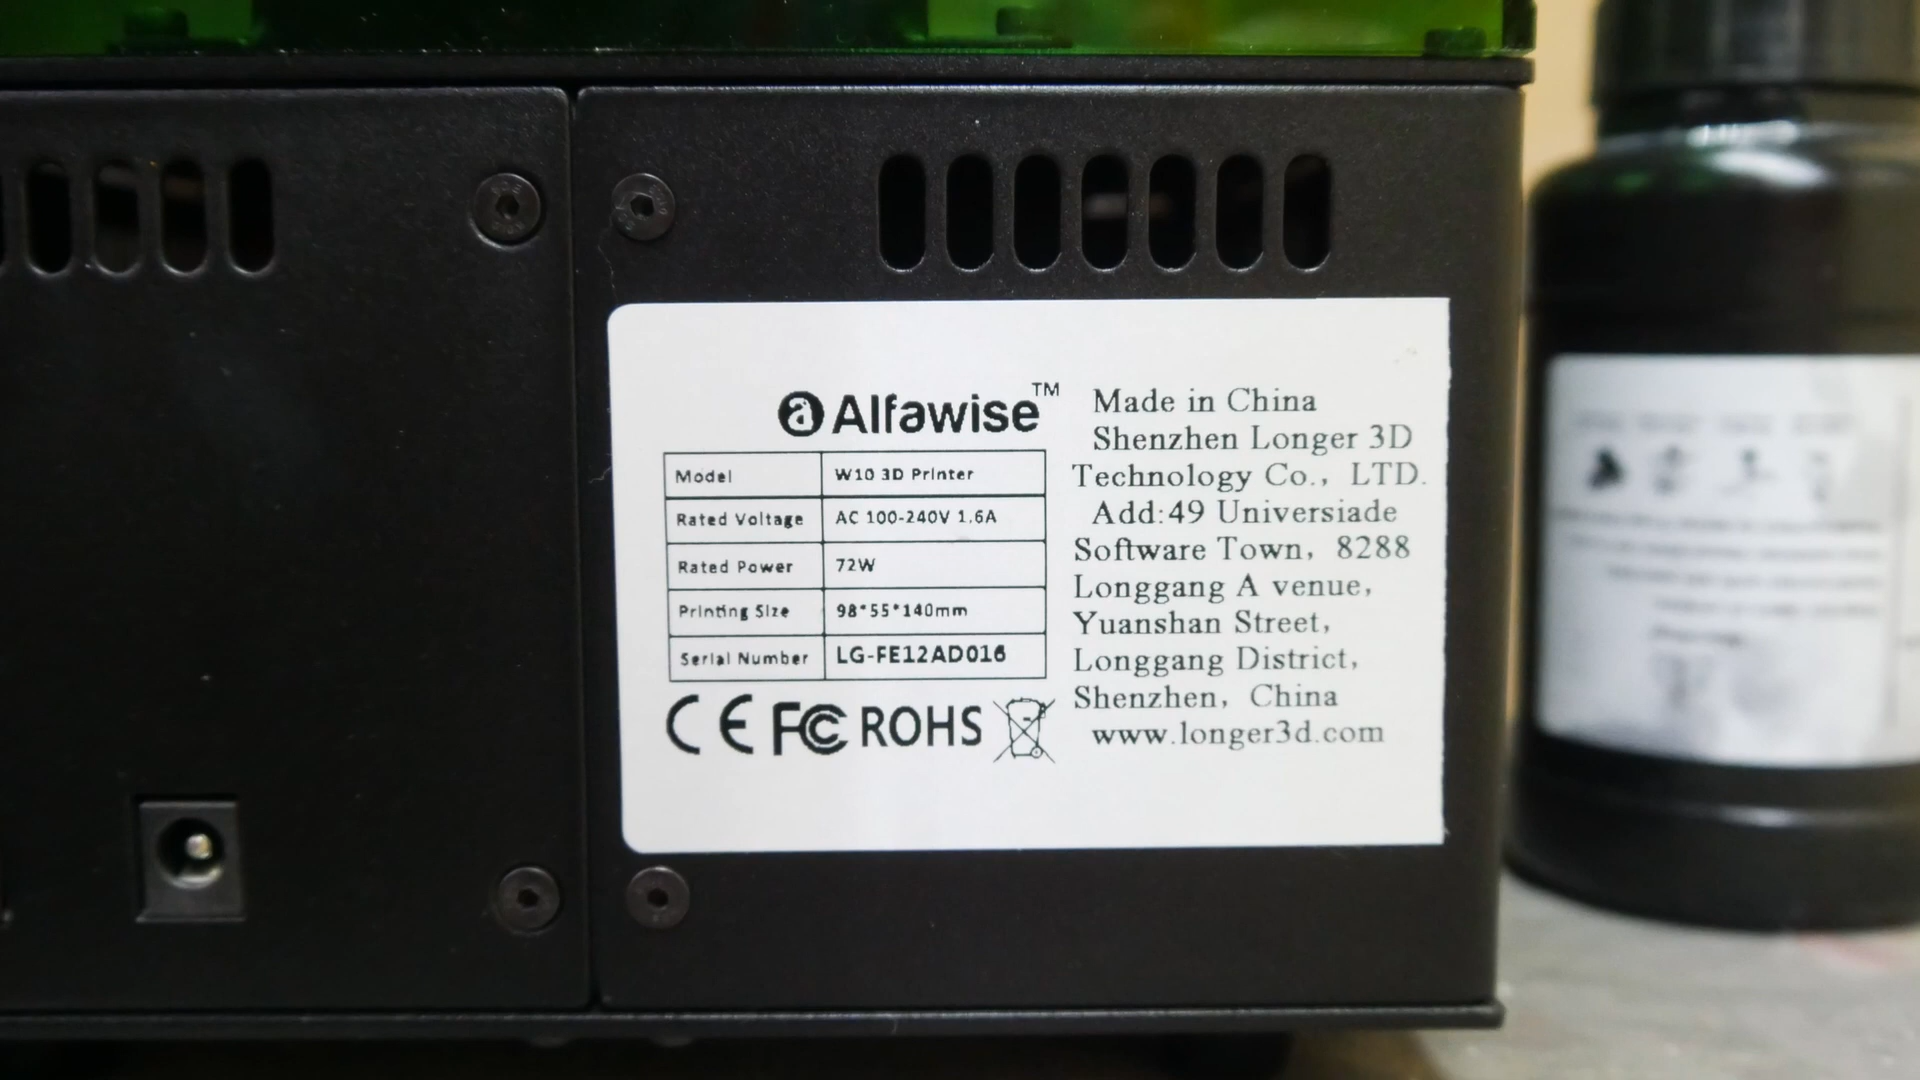 Alfawise™
Model W10 3D Printer
Rated Voltage AC 100-240V 1.6A
Rated Power 72W
Printing Size 98*55*140mm
Serial Number LG-FE12AD016
CE FC ROHS
Made in China
Shenzhen Longer 3D
Technology Co., LTD.
Add:49 Universiade
Software Town, 8288
Longgang A venue,
Yuanshan Street,
Longgang District,
Shenzhen, China
www.longer3d.com